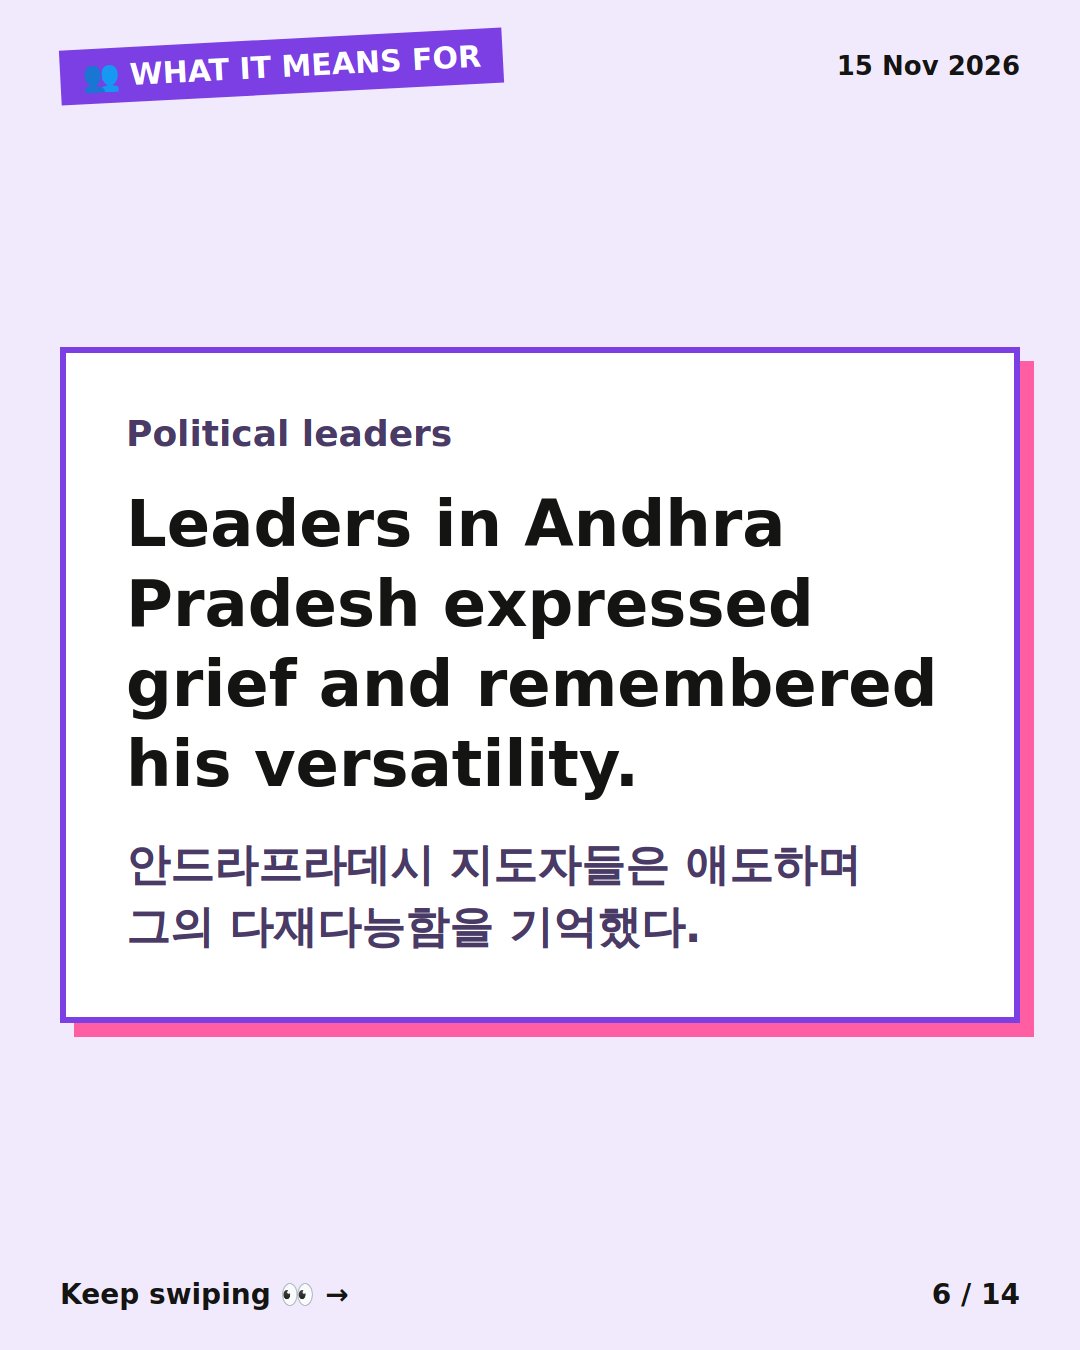 👥 WHAT IT MEANS FOR
15 Nov 2026
Political leaders
Leaders in Andhra
Pradesh expressed
grief and remembered
his versatility.
안드라프라데시 지도자들은 애도하며
그의 다재다능함을 기억했다.
Keep swiping 👀 →
6 / 14